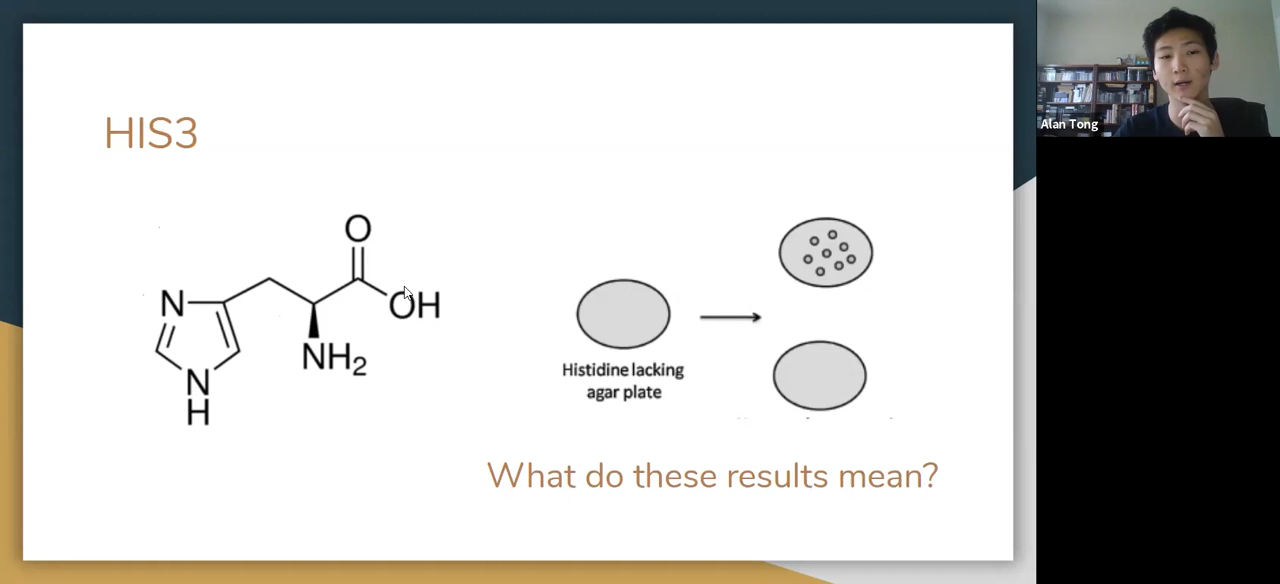 HIS3
O
OH
NH2
N
N
H
Histidine lacking
agar plate
What do these results mean?
Alan Tong